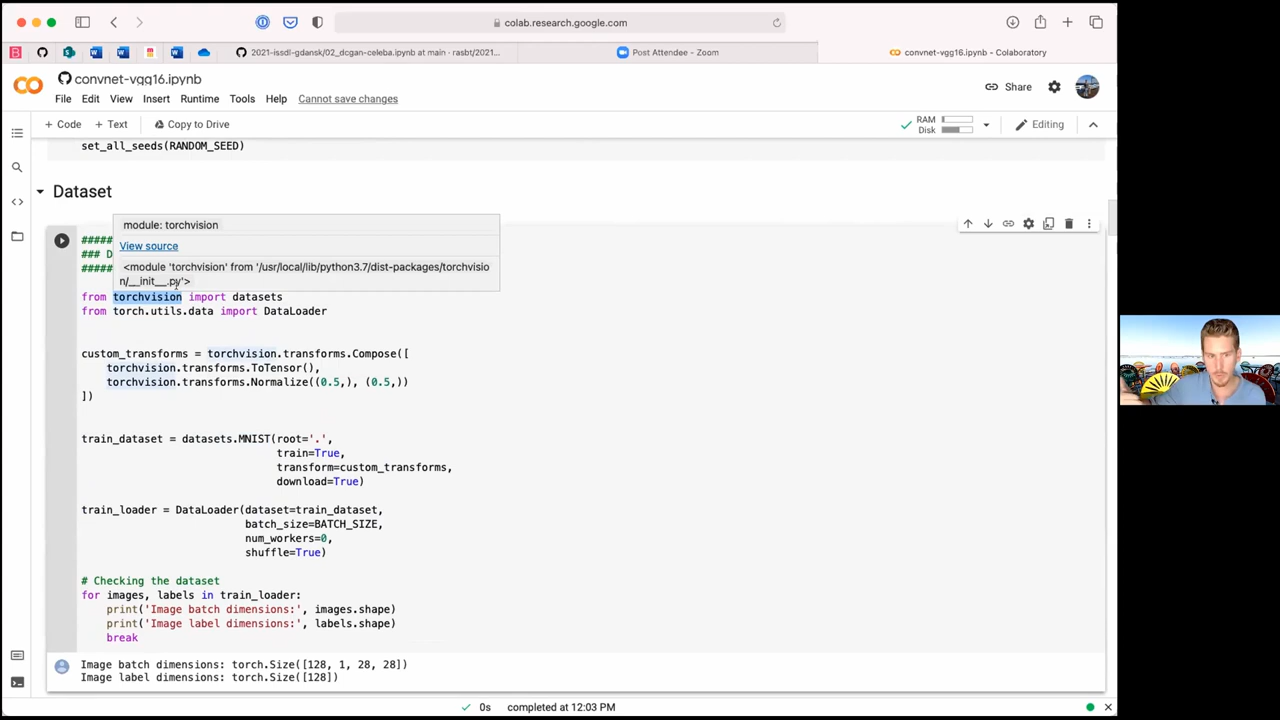 colab.research.google.com
2021-issdl-gdansk/02_dcgan-celeba.ipynb at main · rasbt/2021...
Post Attendee - Zoom
convnet-vgg16.ipynb - Colaboratory
convnet-vgg16.ipynb
File Edit View Insert Runtime Tools Help Cannot save changes
Share
+ Code + Text Copy to Drive
RAM
Disk
Editing
set_all_seeds(RANDOM_SEED)
Dataset
module: torchvision
View source
<module 'torchvision' from '/usr/local/lib/python3.7/dist-packages/torchvisio
n/__init__.py'>
#####
### D
#####
from torchvision import datasets
from torch.utils.data import DataLoader
custom_transforms = torchvision.transforms.Compose([
torchvision.transforms.ToTensor(),
torchvision.transforms.Normalize((0.5,), (0.5,))
])
train_dataset = datasets.MNIST(root='.',
train=True,
transform=custom_transforms,
download=True)
train_loader = DataLoader(dataset=train_dataset,
batch_size=BATCH_SIZE,
num_workers=0,
shuffle=True)
# Checking the dataset
for images, labels in train_loader:
print('Image batch dimensions:', images.shape)
print('Image label dimensions:', labels.shape)
break
Image batch dimensions: torch.Size([128, 1, 28, 28])
Image label dimensions: torch.Size([128])
0s completed at 12:03 PM